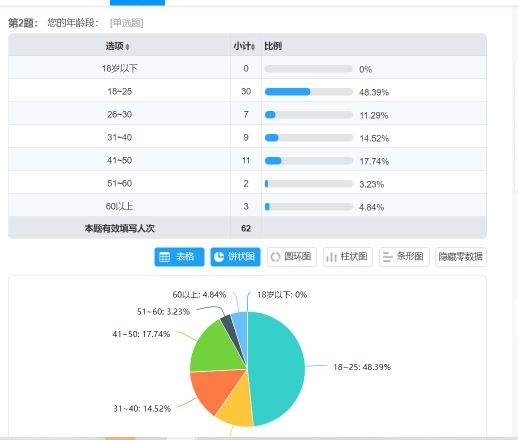 第2题： 您的年龄段： [单选题]
选项 小计 比例
18岁以下 0 0%
18~25 30 48.39%
26~30 7 11.29%
31~40 9 14.52%
41~50 11 17.74%
51~60 2 3.23%
60以上 3 4.84%
本题有效填写人次 62
表格 饼状图 圆环图 柱状图 条形图 隐藏零数据
60以上: 4.84% 18岁以下: 0%
51~60: 3.23%
41~50: 17.74%
18~25: 48.39%
31~40: 14.52%